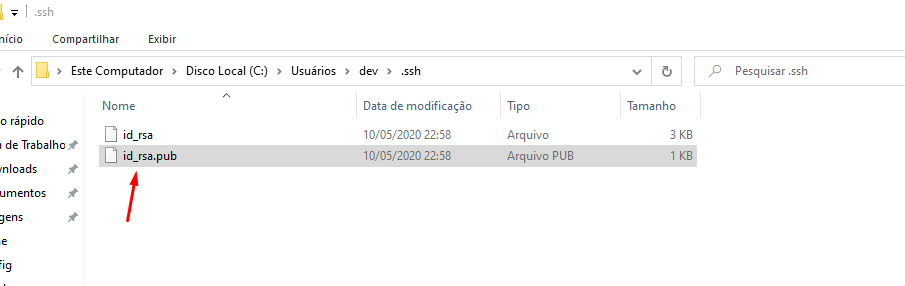 .ssh
nício Compartilhar Exibir
Este Computador > Disco Local (C:) > Usuários > dev > .ssh Pesquisar .ssh
Nome Data de modificação Tipo Tamanho
o rápido
id_rsa 10/05/2020 22:58 Arquivo 3 KB
a de Trabalho
id_rsa.pub 10/05/2020 22:58 Arquivo PUB 1 KB
wnloads
umentos
gens
ne
fig